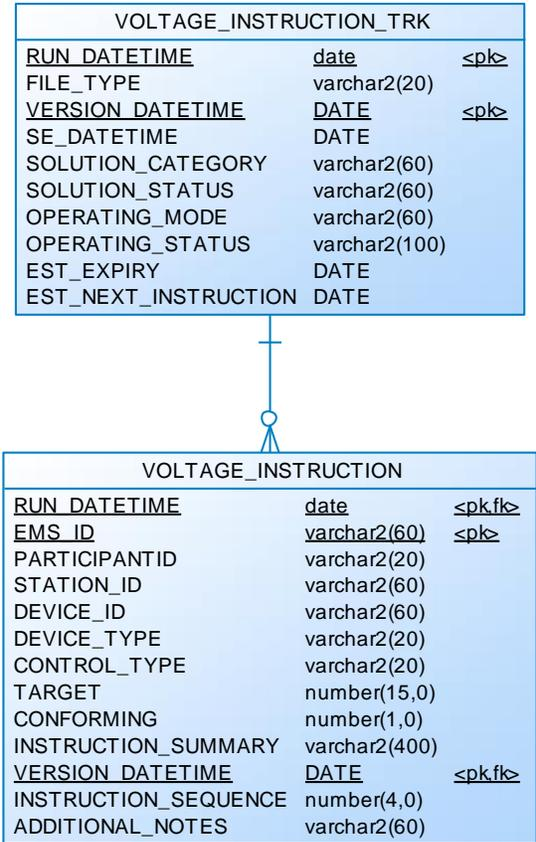 VOLTAGE_INSTRUCTION_TRK
RUN_DATETIME date <pk>
FILE_TYPE varchar2(20)
VERSION_DATETIME DATE <pk>
SE_DATETIME DATE
SOLUTION_CATEGORY varchar2(60)
SOLUTION_STATUS varchar2(60)
OPERATING_MODE varchar2(60)
OPERATING_STATUS varchar2(100)
EST_EXPIRY DATE
EST_NEXT_INSTRUCTION DATE
VOLTAGE_INSTRUCTION
RUN_DATETIME date <pk,fk>
EMS_ID varchar2(60) <pk>
PARTICIPANTID varchar2(20)
STATION_ID varchar2(60)
DEVICE_ID varchar2(60)
DEVICE_TYPE varchar2(20)
CONTROL_TYPE varchar2(20)
TARGET number(15,0)
CONFORMING number(1,0)
INSTRUCTION_SUMMARY varchar2(400)
VERSION_DATETIME DATE <pk,fk>
INSTRUCTION_SEQUENCE number(4,0)
ADDITIONAL_NOTES varchar2(60)